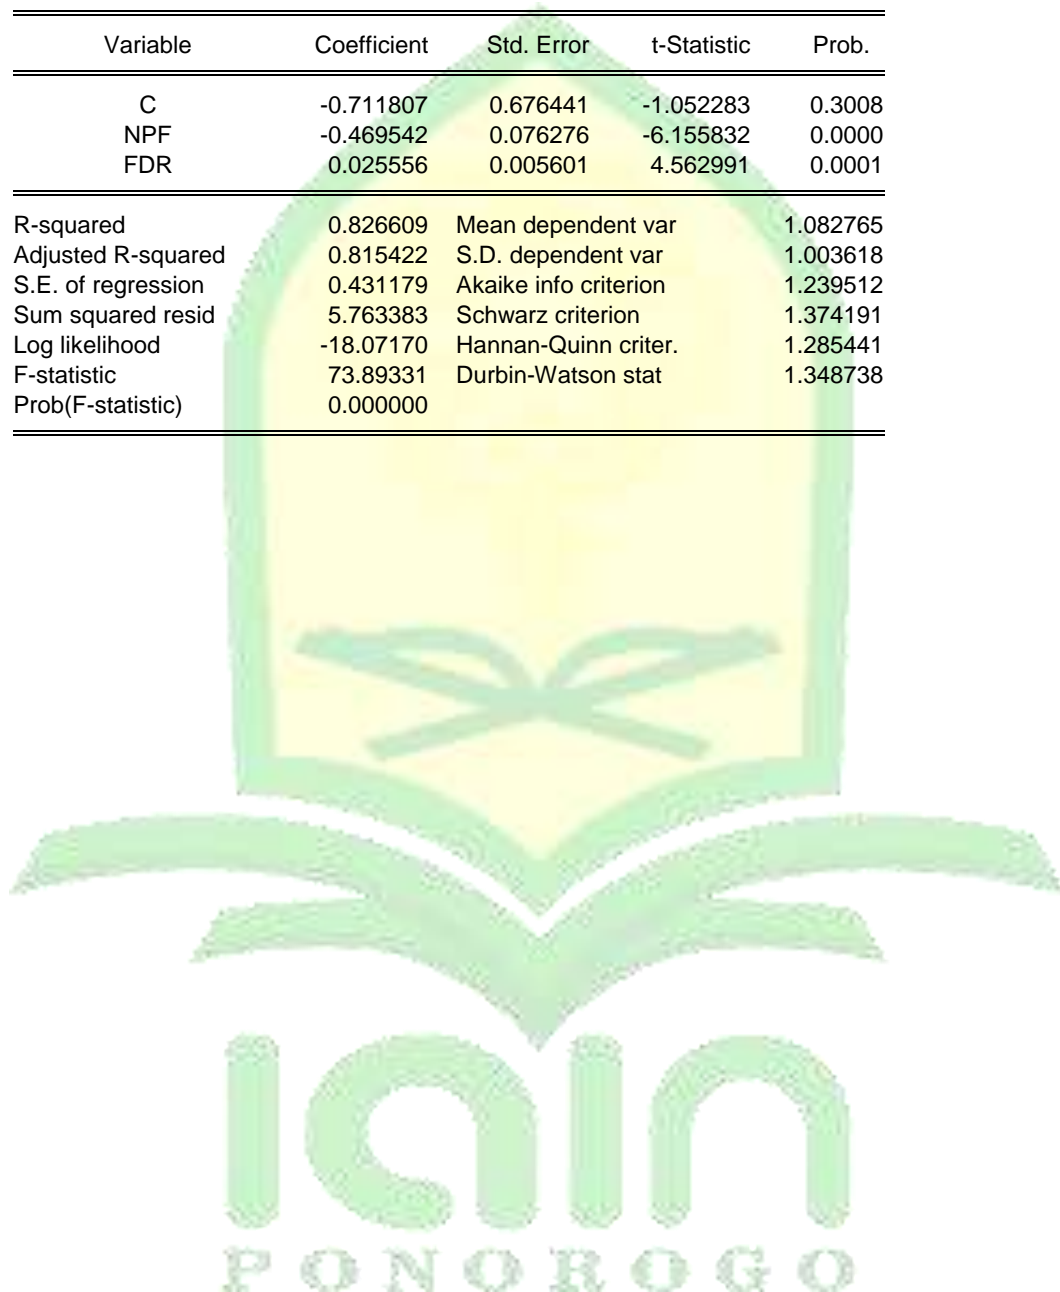 Variable Coefficient Std. Error t-Statistic Prob.
C -0.711807 0.676441 -1.052283 0.3008
NPF -0.469542 0.076276 -6.155832 0.0000
FDR 0.025556 0.005601 4.562991 0.0001
R-squared 0.826609 Mean dependent var 1.082765
Adjusted R-squared 0.815422 S.D. dependent var 1.003618
S.E. of regression 0.431179 Akaike info criterion 1.239512
Sum squared resid 5.763383 Schwarz criterion 1.374191
Log likelihood -18.07170 Hannan-Quinn criter. 1.285441
F-statistic 73.89331 Durbin-Watson stat 1.348738
Prob(F-statistic) 0.000000
iain
PONOROGO